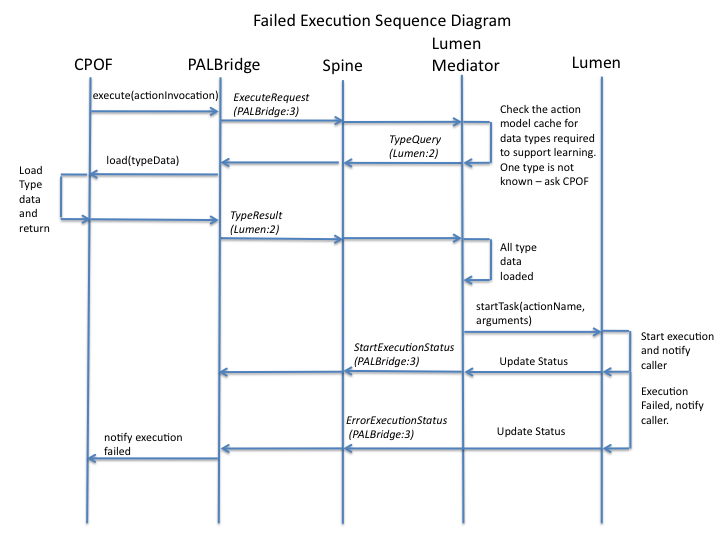 Failed Execution Sequence Diagram
CPOF
PALBridge
Spine
Lumen
Mediator
Lumen
execute(actionInvocation)
ExecuteRequest
(PALBridge:3)
Check the action
model cache for
data types required
to support learning.
One type is not
known – ask CPOF
TypeQuery
(Lumen:2)
load(typeData)
Load
Type
data
and
return
TypeResult
(Lumen:2)
All type
data
loaded
startTask(actionName,
arguments)
Start execution
and notify
caller
StartExecutionStatus
(PALBridge:3)
Update Status
Execution
Failed, notify
caller.
ErrorExecutionStatus
(PALBridge:3)
Update Status
notify execution
failed